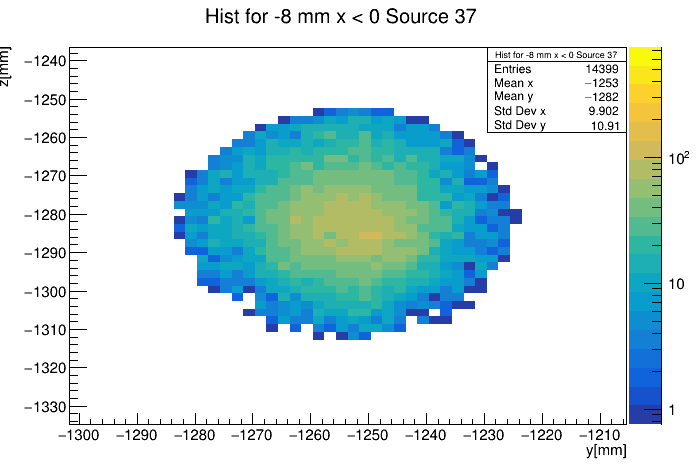 Hist for -8 mm x < 0 Source 37
z[mm]
Hist for -8 mm x < 0 Source 37
Entries 14399
Mean x −1253
Mean y −1282
Std Dev x 9.902
Std Dev y 10.91
−1240
−1250
−1260
−1270
−1280
−1290
−1300
−1310
−1320
−1330
−1300 −1290 −1280 −1270 −1260 −1250 −1240 −1230 −1220 −1210
y[mm]
10²
10
1